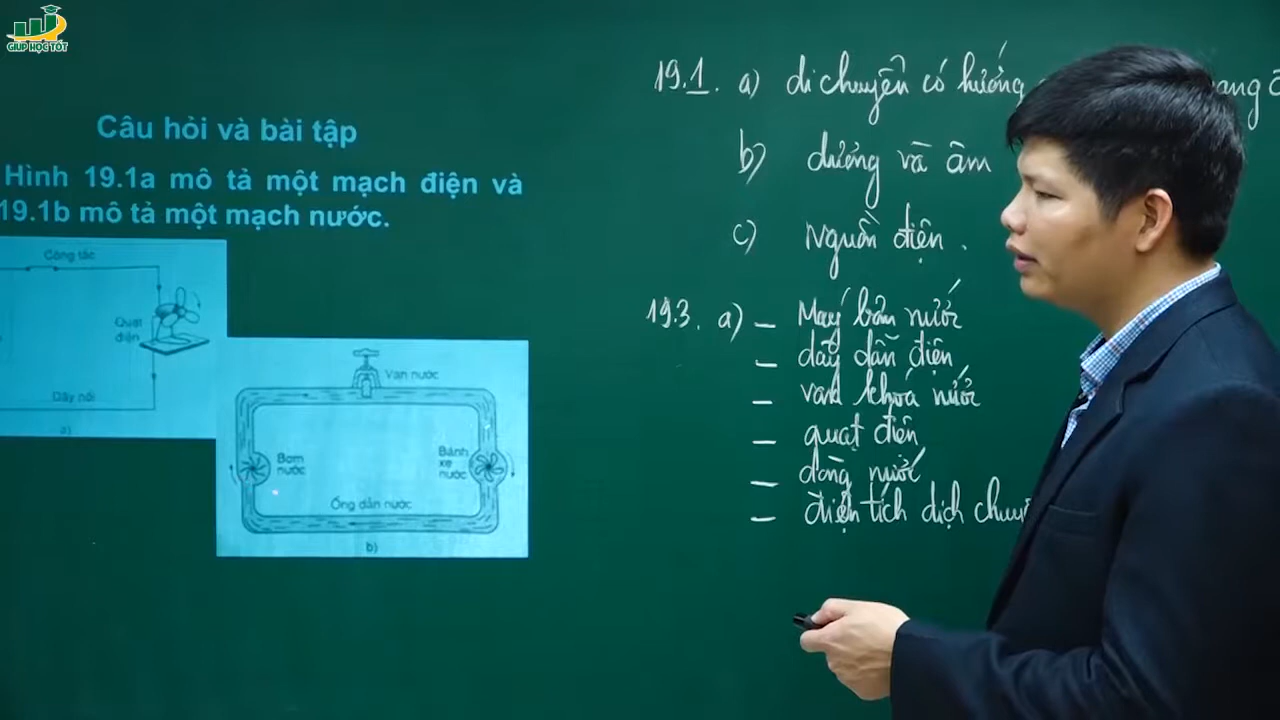 GIÚP HỌC TỐT
Câu hỏi và bài tập
Hình 19.1a mô tả một mạch điện và
19.1b mô tả một mạch nước.
Công tắc
Quạt
điện
Dây nối
a)
Van nước
Bơm
nước
Bánh
xe
nước
Ống dẫn nước
b)
19.1. a) di chuyển có hướng
b) dương và âm
c) Nguồn điện.
19.3. a) – Máy bơm nước
– dây dẫn điện
– van khóa nước
– quạt điện
– dòng nước
– điện tích dịch